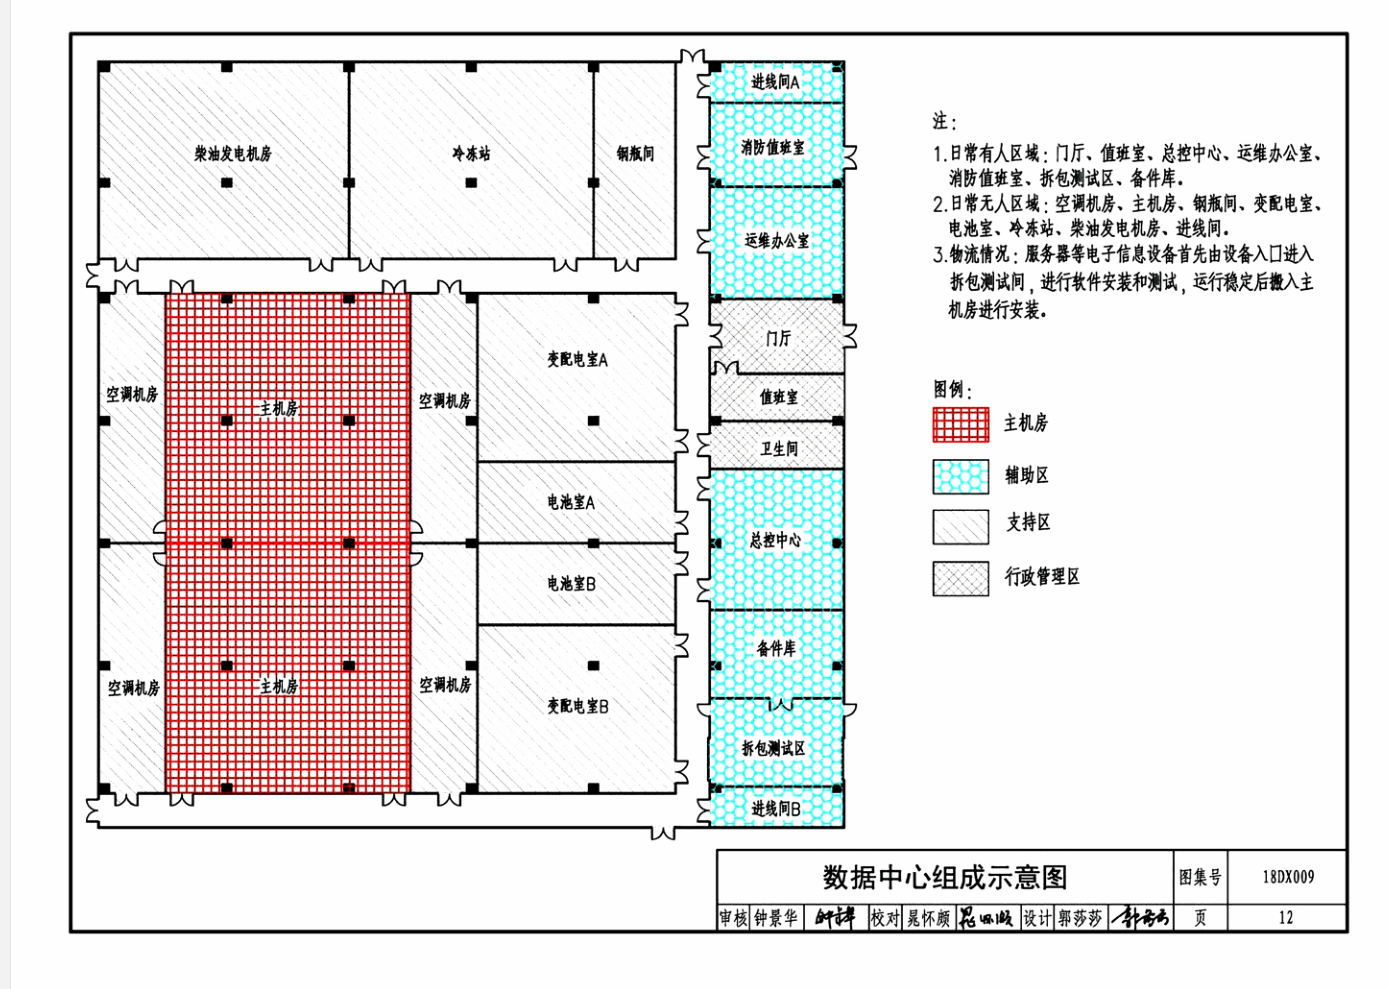 进线间A
消防值班室
柴油发电机房
冷冻站
钢瓶间
运维办公室
门厅
变配电室A
空调机房
主机房
空调机房
值班室
卫生间
电池室A
总控中心
电池室B
备件库
空调机房
主机房
空调机房
变配电室B
拆包测试区
进线间B
注：
1.日常有人区域：门厅、值班室、总控中心、运维办公室、
消防值班室、拆包测试区、备件库。
2.日常无人区域：空调机房、主机房、钢瓶间、变配电室、
电池室、冷冻站、柴油发电机房、进线间。
3.物流情况：服务器等电子信息设备首先由设备入口进入
拆包测试间，进行软件安装和测试，运行稳定后搬入主
机房进行安装。
图例：
主机房
辅助区
支持区
行政管理区
数据中心组成示意图 图集号 18DX009
审核 钟景华 校对 晁怀颇 设计 郭莎莎 页 12